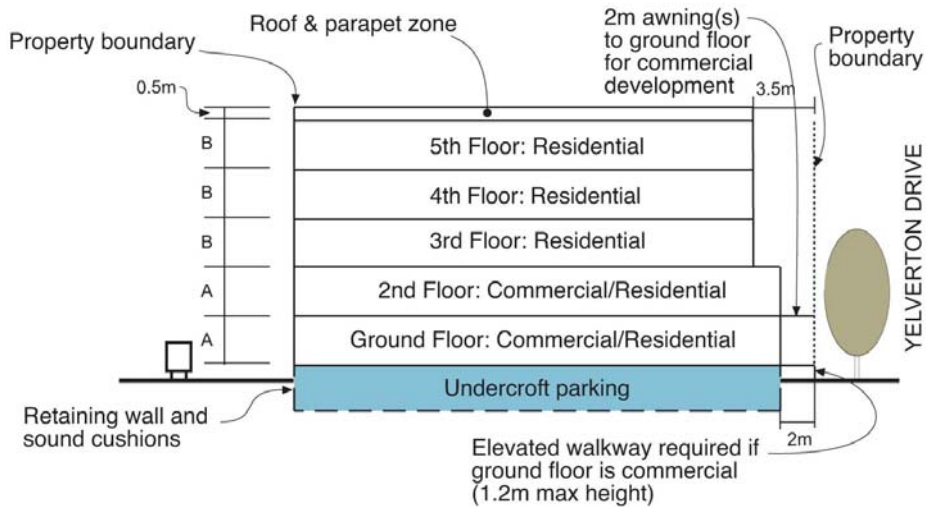 Property boundary
Roof & parapet zone
2m awning(s)
to ground floor
for commercial
development
Property
boundary
0.5m
3.5m
B
5th Floor: Residential
B
4th Floor: Residential
B
3rd Floor: Residential
A
2nd Floor: Commercial/Residential
A
Ground Floor: Commercial/Residential
YELVERTON DRIVE
Undercroft parking
Retaining wall and
sound cushions
2m
Elevated walkway required if
ground floor is commercial
(1.2m max height)